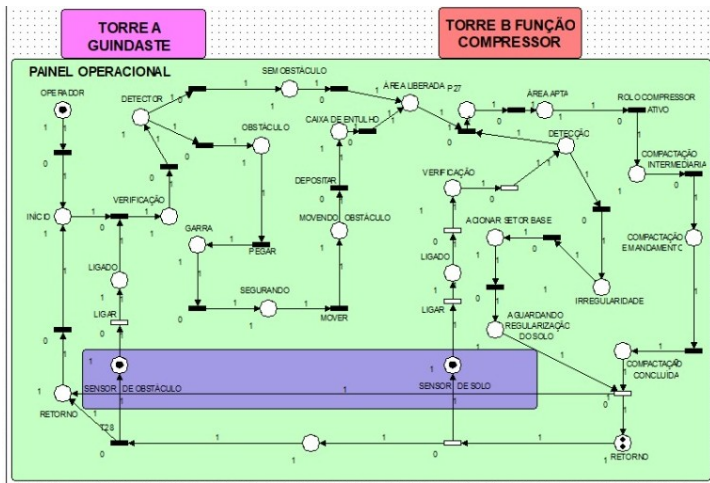 TORRE A
GUINDASTE
TORRE B FUNÇÃO
COMPRESSOR
PAINEL OPERACIONAL
OPERADOR
DETECTOR
SEM OBSTÁCULO
ÁREA LIBERADA
P27
ÁREA APTA
ROLO COMPRESSOR
ATIVO
CAIXA DE ENTULHO
OBSTÁCULO
DETECÇÃO
COMPACTAÇÃO
INTERMEDIARIA
DEPOSITAR
VERIFICAÇÃO
VERIFICAÇÃO
INÍCIO
GARRA
PEGAR
MOVENDO OBSTÁCULO
ACIONAR SETOR BASE
COMPACTAÇÃO
EM ANDAMENTO
LIGADO
LIGADO
SEGURANDO
IRREGULARIDADE
LIGAR
MOVER
LIGAR
AGUARDANDO
REGULARIZAÇÃO
DO SOLO
COMPACTAÇÃO
CONCLUÍDA
SENSOR DE OBSTÁCULO
SENSOR DE SOLO
RETORNO
T28
RETORNO